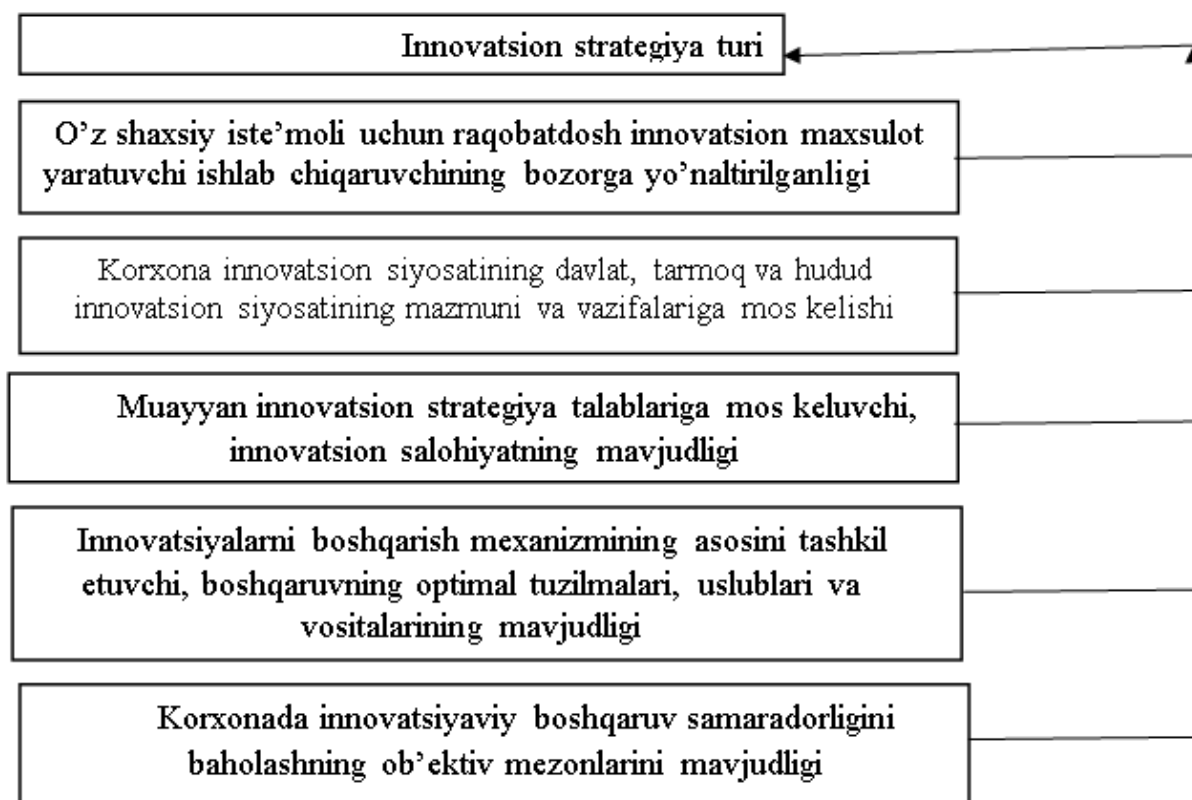 Innovatsion strategiya turi
O’z shaxsiy iste’moli uchun raqobatdosh innovatsion maxsulot
yaratuvchi ishlab chiqaruvchining bozorga yo’naltirilganligi
Korxona innovatsion siyosatining davlat, tarmoq va hudud
innovatsion siyosatining mazmuni va vazifalariga mos kelishi
Muayyan innovatsion strategiya talablariga mos keluvchi,
innovatsion salohiyatning mavjudligi
Innovatsiyalarni boshqarish mexanizmining asosini tashkil
etuvchi, boshqaruvning optimal tuzilmalari, uslublari va
vositalarining mavjudligi
Korxonada innovatsiyaviy boshqaruv samaradorligini
baholashning ob’ektiv mezonlarini mavjudligi